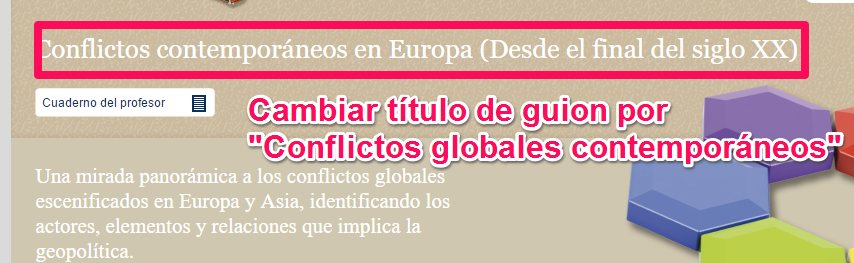 Conflictos contemporáneos en Europa (Desde el final del siglo XX)
Cuaderno del profesor
Cambiar título de guion por
"Conflictos globales contemporáneos"
Una mirada panorámica a los conflictos globales
escenificados en Europa y Asia, identificando los
actores, elementos y relaciones que implica la
geopolítica.